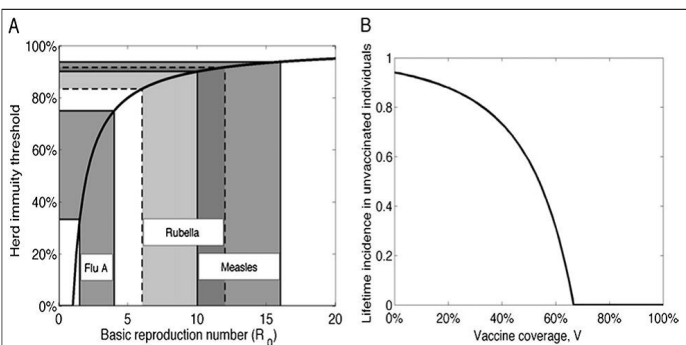 A
Herd immuity threshold
100%
80%
60%
40%
20%
0%
Flu A
Rubella
Measles
0
5
10
15
20
Basic reproduction number (R0)
B
Lifetime incidence in unvaccinated individuals
1
0.8
0.6
0.4
0.2
0
0%
20%
40%
60%
80%
100%
Vaccine coverage, V